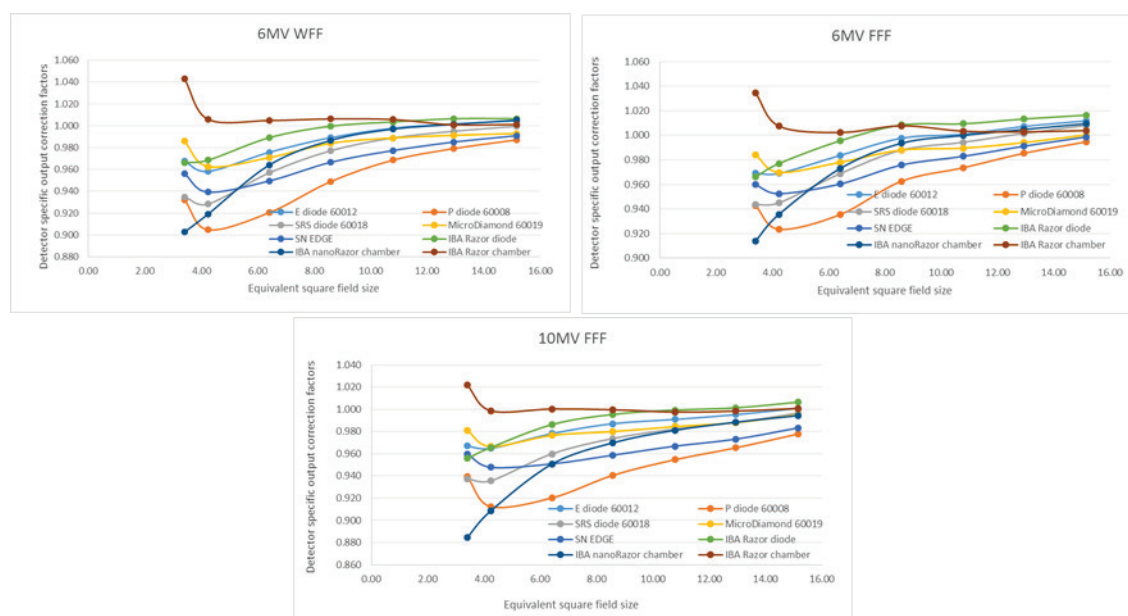 6MV WFF
Detector specific output correction factors
1.060
1.040
1.020
1.000
0.980
0.960
0.940
0.920
0.900
0.880
0.00 2.00 4.00 6.00 8.00 10.00 12.00 14.00 16.00
Equivalent square field size
E diode 60012 P diode 60008
SRS diode 60018 MicroDiamond 60019
SN EDGE IBA Razor diode
IBA nanoRazor chamber IBA Razor chamber
6MV FFF
Detector specific output correction factors
1.060
1.040
1.020
1.000
0.980
0.960
0.940
0.920
0.900
0.00 2.00 4.00 6.00 8.00 10.00 12.00 14.00 16.00
Equivalent square field size
E diode 60012 P diode 60008
SRS diode 60018 MicroDiamond 60019
SN EDGE IBA Razor diode
IBA nanoRazor chamber IBA Razor chamber
10MV FFF
Detector specific output correction factors
1.040
1.020
1.000
0.980
0.960
0.940
0.920
0.900
0.880
0.860
0.00 2.00 4.00 6.00 8.00 10.00 12.00 14.00 16.00
Equivalent square field size
E diode 60012 P diode 60008
SRS diode 60018 MicroDiamond 60019
SN EDGE IBA Razor diode
IBA nanoRazor chamber IBA Razor chamber